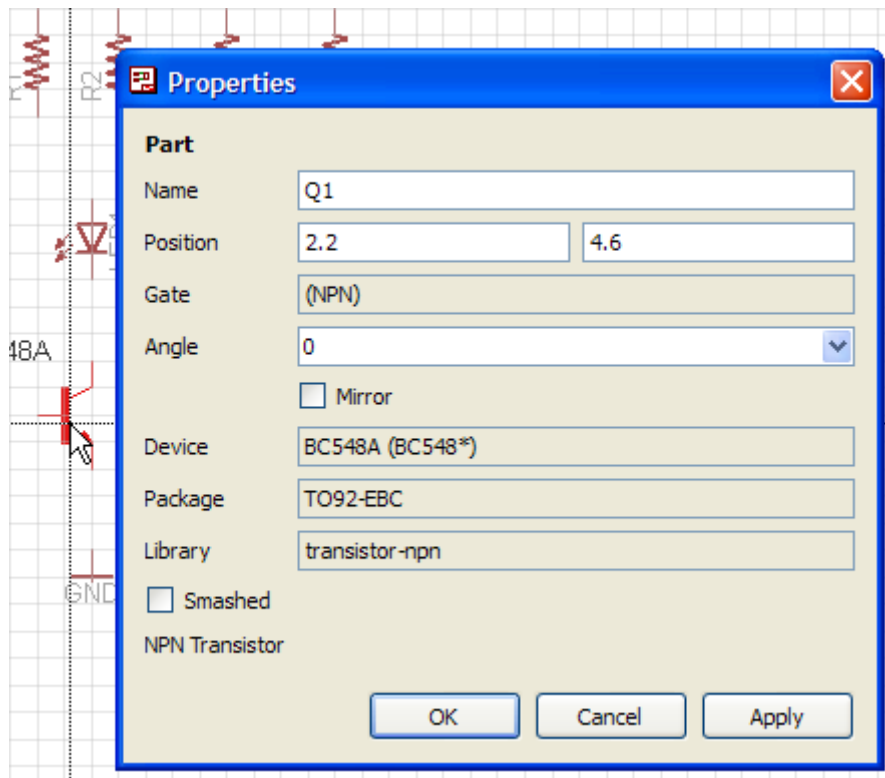 R1
R2
Properties
Part
Name Q1
Position 2.2 4.6
Gate (NPN)
Angle 0
48A
Mirror
Device BC548A (BC548*)
Package TO92-EBC
Library transistor-npn
GND
Smashed
NPN Transistor
OK Cancel Apply